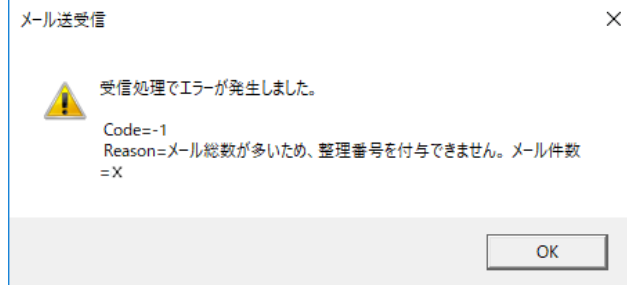 メール送受信
受信処理でエラーが発生しました。
Code=-1
Reason=メール総数が多いため、整理番号を付与できません。メール件数
=X
OK